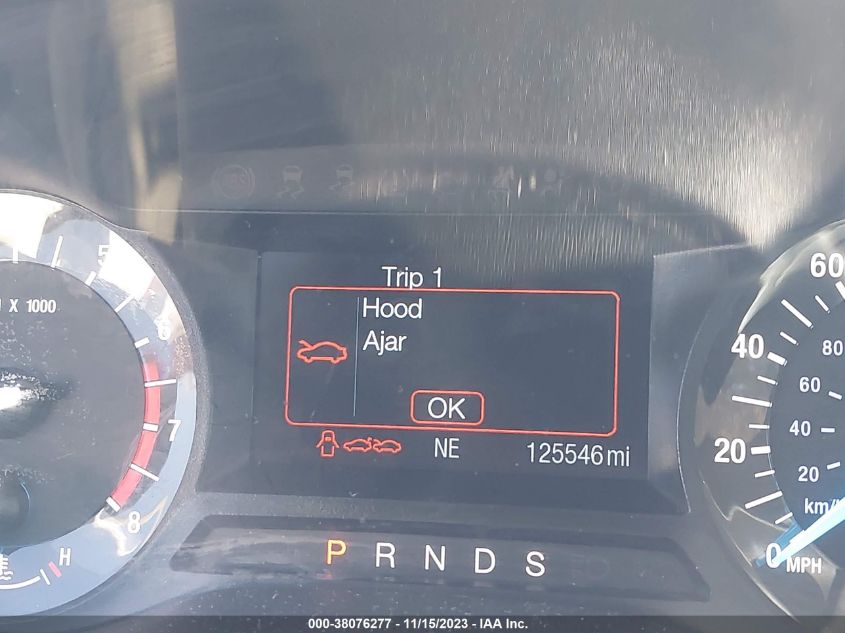 Trip 1
Hood
Ajar
OK
NE 125546mi
X 1000
5
6
7
8
H
P R N D S
60
40
20
0 MPH
80
60
40
20
km/
000-38076277 - 11/15/2023 - IAA Inc.